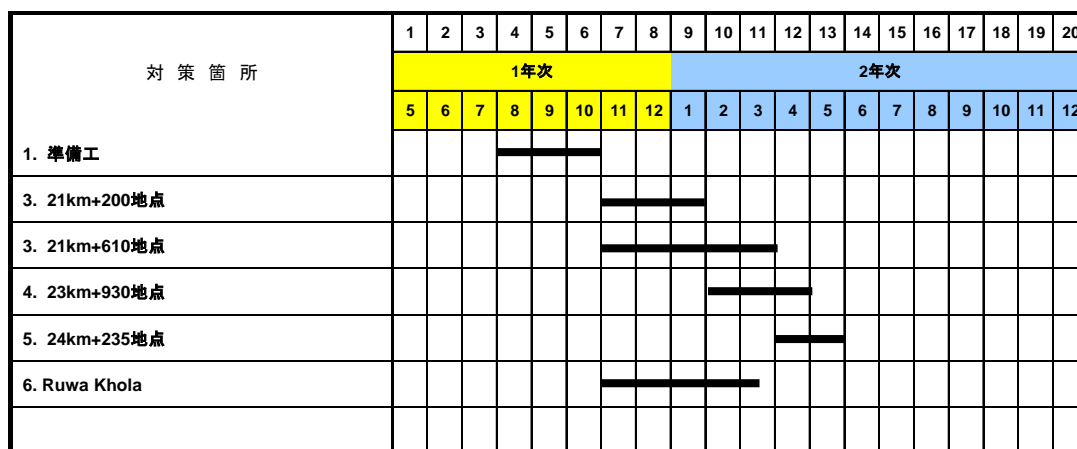 1 2 3 4 5 6 7 8 9 10 11 12 13 14 15 16 17 18 19 20
対 策 箇 所
1年次 2年次
5 6 7 8 9 10 11 12 1 2 3 4 5 6 7 8 9 10 11 12
1. 準備工
3. 21km+200地点
3. 21km+610地点
4. 23km+930地点
5. 24km+235地点
6. Ruwa Khola